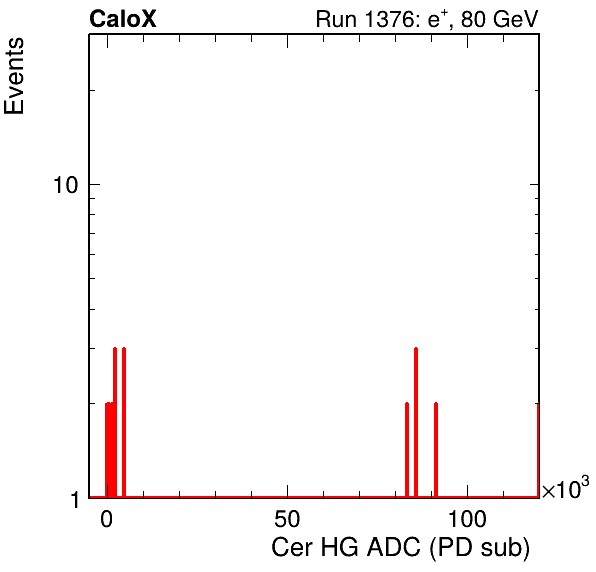 CaloX Run 1376: e⁺, 80 GeV
Events
10
1
0 50 100 ×10³
Cer HG ADC (PD sub)